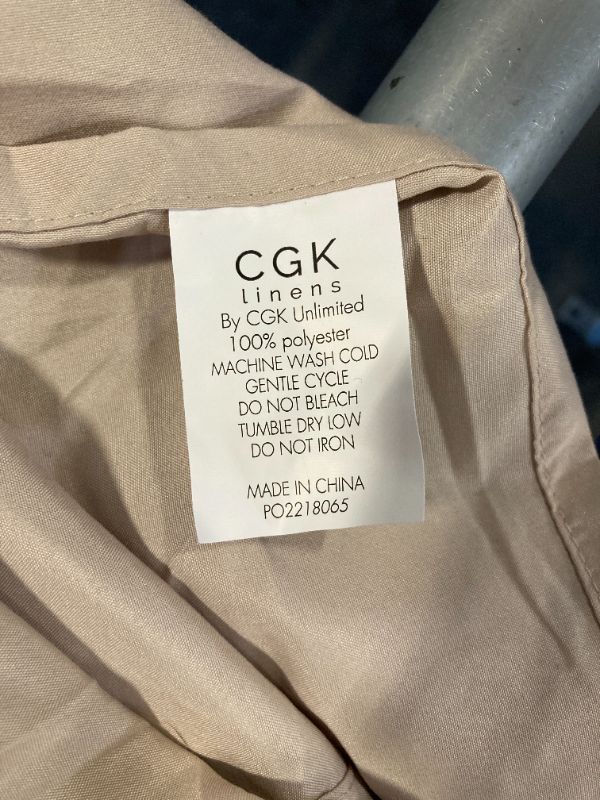 CGK
linens
By CGK Unlimited
100% polyester
MACHINE WASH COLD
GENTLE CYCLE
DO NOT BLEACH
TUMBLE DRY LOW
DO NOT IRON
MADE IN CHINA
PO2218065